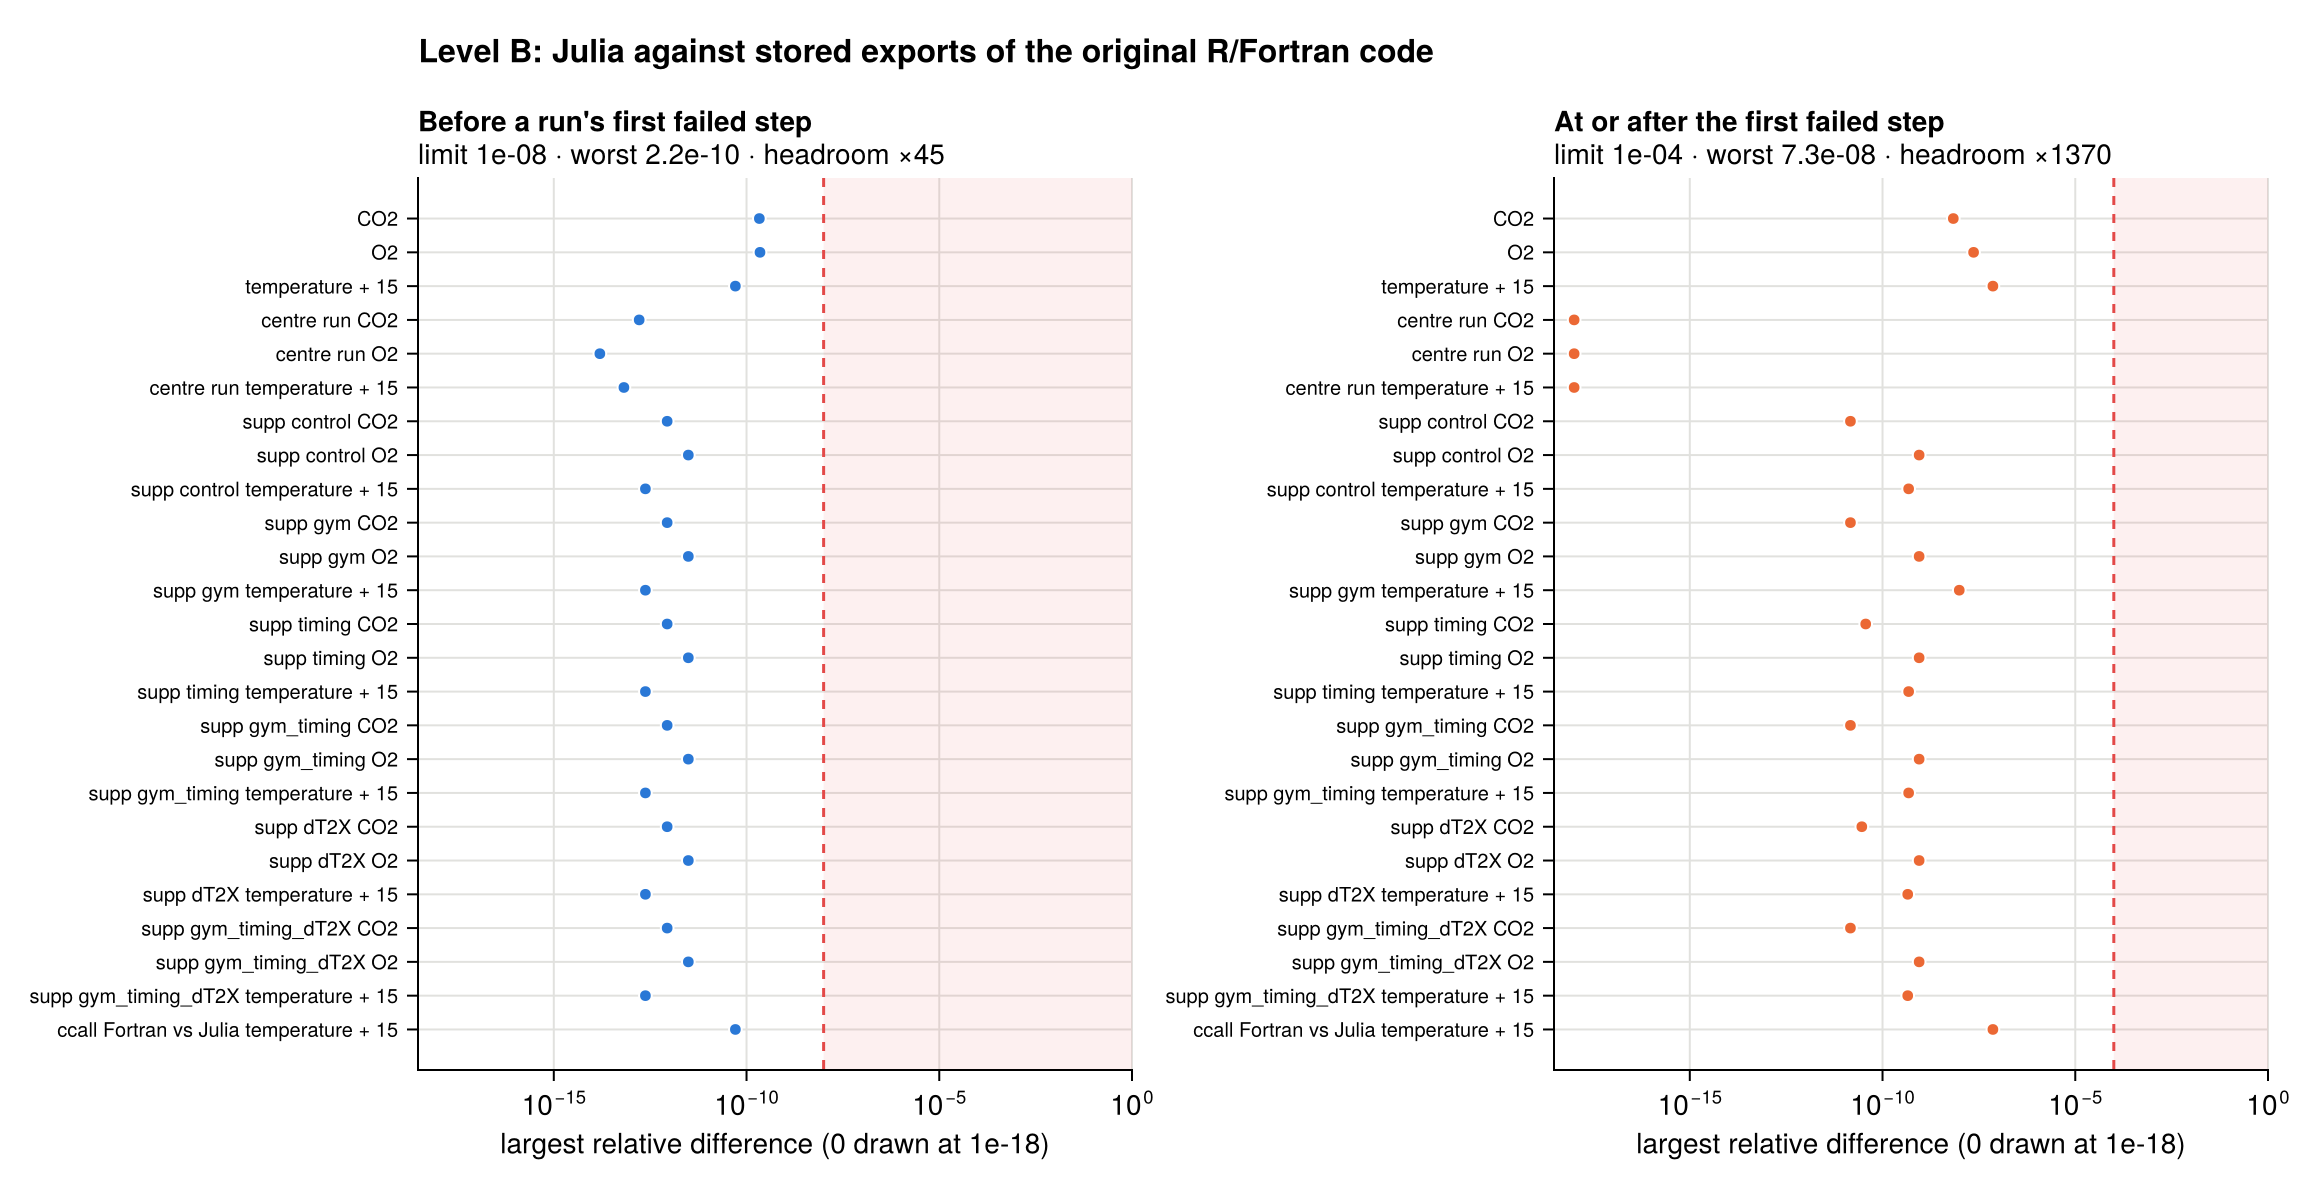 Level B: Julia against stored exports of the original R/Fortran code
Before a run's first failed step
limit 1e-08 · worst 2.2e-10 · headroom ×45
CO2
O2
temperature + 15
centre run CO2
centre run O2
centre run temperature + 15
supp control CO2
supp control O2
supp control temperature + 15
supp gym CO2
supp gym O2
supp gym temperature + 15
supp timing CO2
supp timing O2
supp timing temperature + 15
supp gym_timing CO2
supp gym_timing O2
supp gym_timing temperature + 15
supp dT2X CO2
supp dT2X O2
supp dT2X temperature + 15
supp gym_timing_dT2X CO2
supp gym_timing_dT2X O2
supp gym_timing_dT2X temperature + 15
ccall Fortran vs Julia temperature + 15
10⁻¹⁵ 10⁻¹⁰ 10⁻⁵ 10⁰
largest relative difference (0 drawn at 1e-18)
At or after the first failed step
limit 1e-04 · worst 7.3e-08 · headroom ×1370
CO2
O2
temperature + 15
centre run CO2
centre run O2
centre run temperature + 15
supp control CO2
supp control O2
supp control temperature + 15
supp gym CO2
supp gym O2
supp gym temperature + 15
supp timing CO2
supp timing O2
supp timing temperature + 15
supp gym_timing CO2
supp gym_timing O2
supp gym_timing temperature + 15
supp dT2X CO2
supp dT2X O2
supp dT2X temperature + 15
supp gym_timing_dT2X CO2
supp gym_timing_dT2X O2
supp gym_timing_dT2X temperature + 15
ccall Fortran vs Julia temperature + 15
10⁻¹⁵ 10⁻¹⁰ 10⁻⁵ 10⁰
largest relative difference (0 drawn at 1e-18)